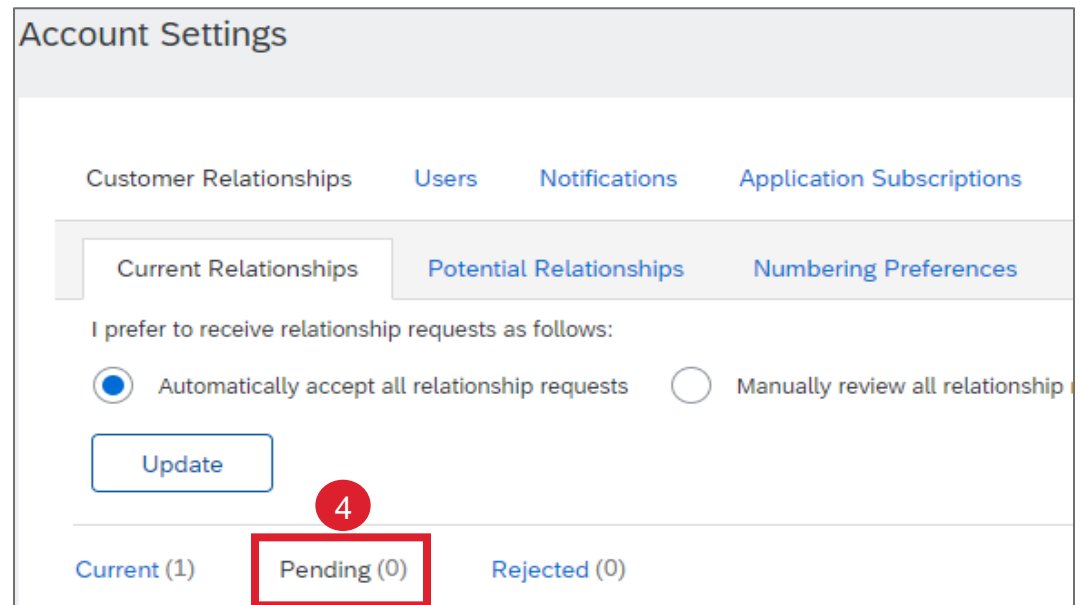 Account Settings
Customer Relationships Users Notifications Application Subscriptions
Current Relationships Potential Relationships Numbering Preferences
I prefer to receive relationship requests as follows:
Automatically accept all relationship requests Manually review all relationship
Update
4
Current (1) Pending (0) Rejected (0)